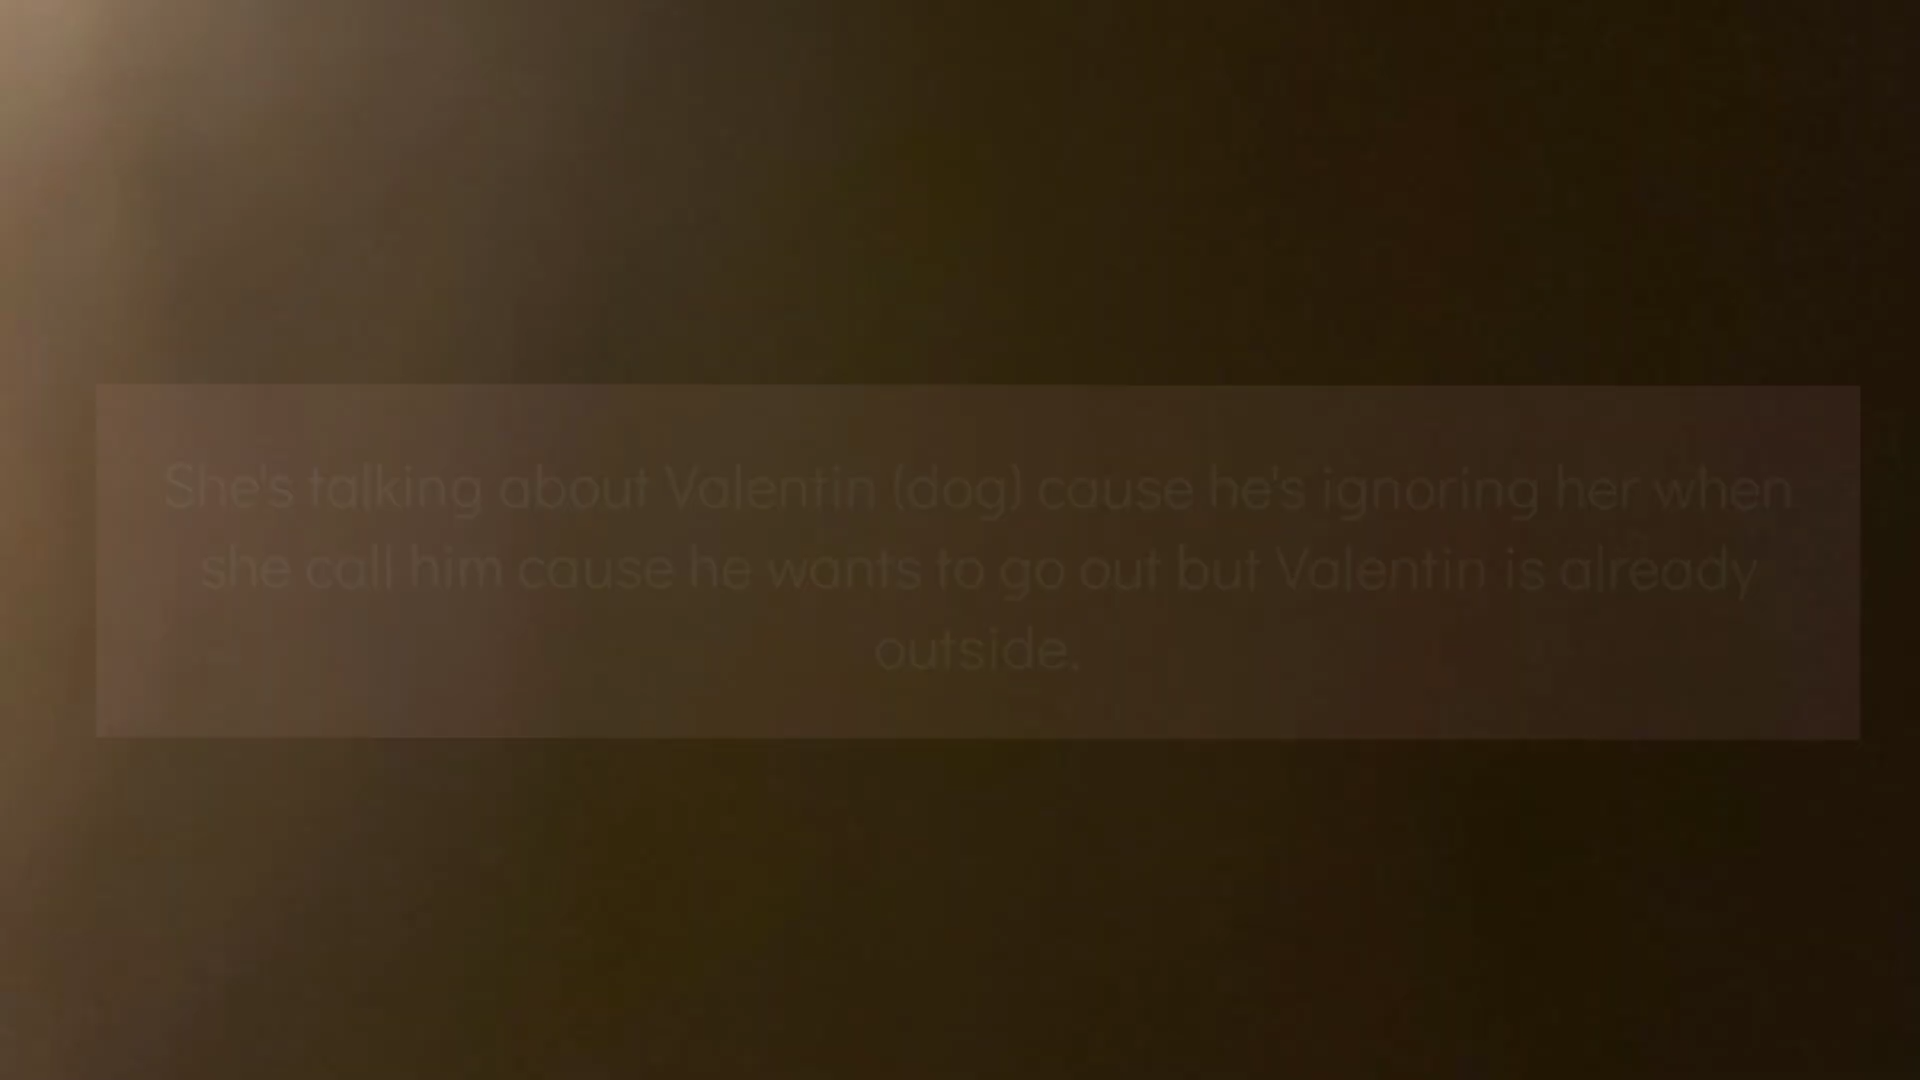 She's talking about Valentin (dog) cause he's ignoring her when
she call him cause he wants to go out but Valentin is already
outside.